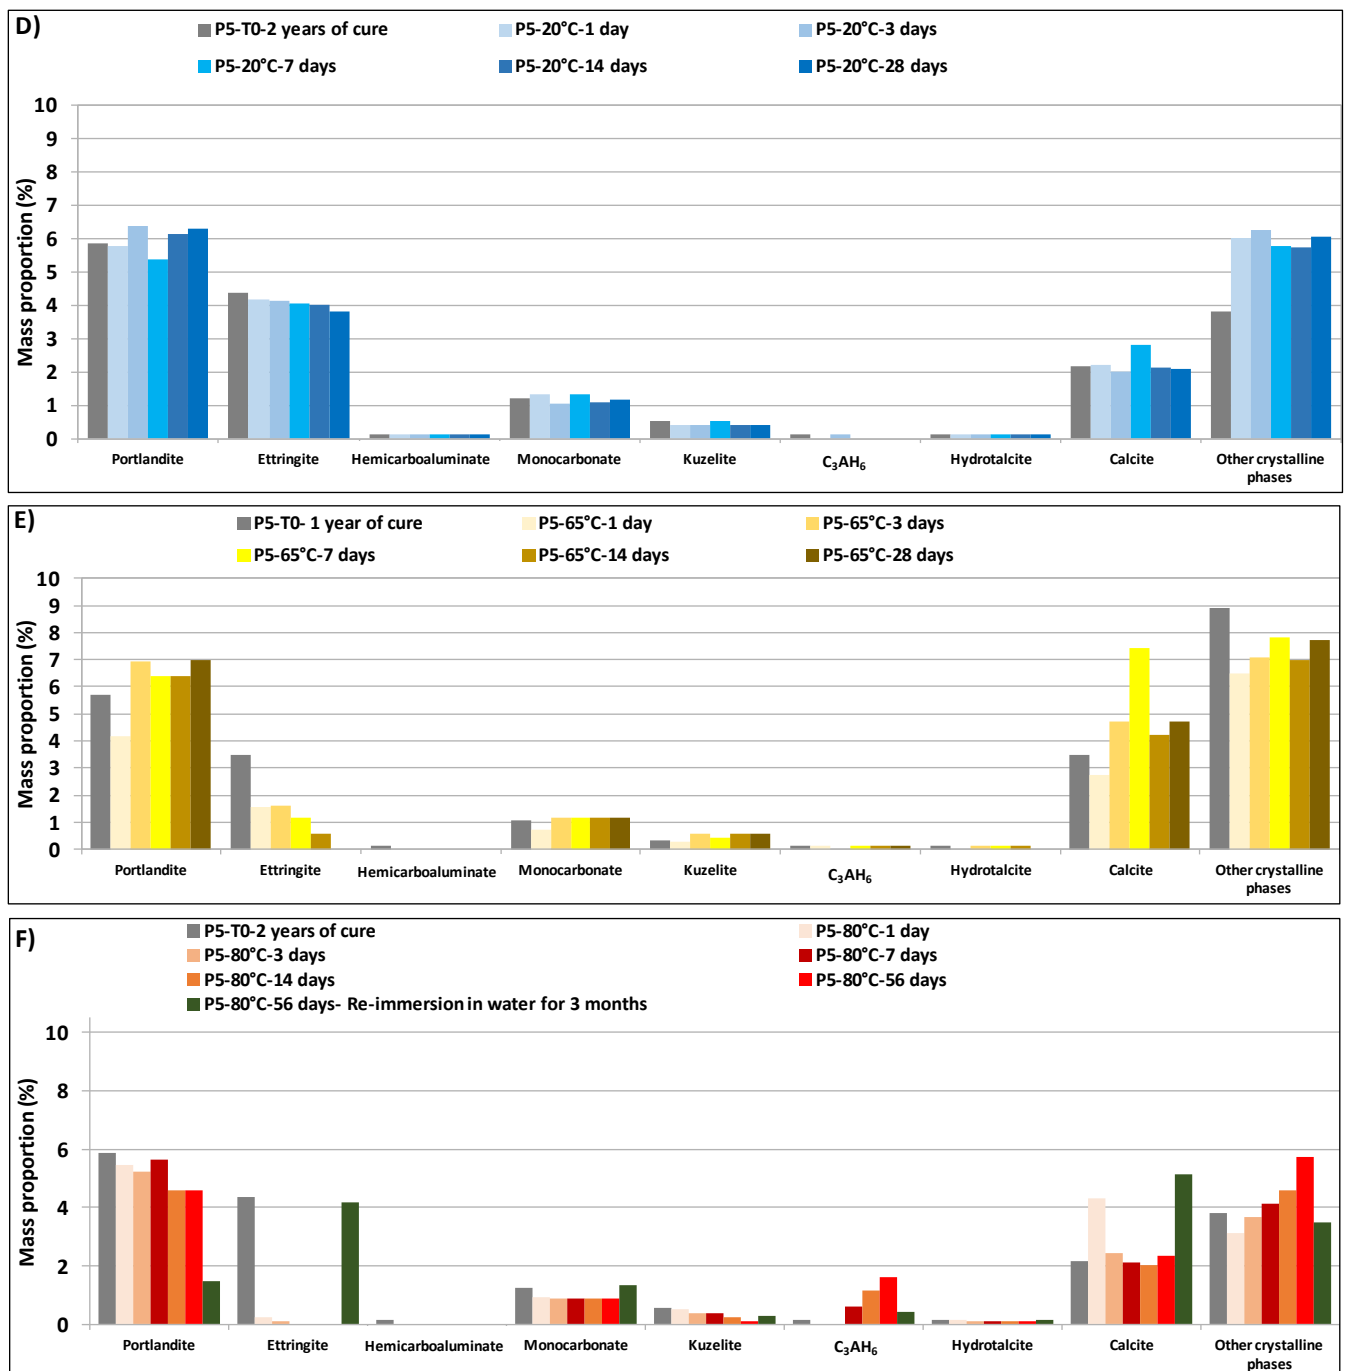 D)
P5-T0-2 years of cure P5-20°C-1 day P5-20°C-3 days
P5-20°C-7 days P5-20°C-14 days P5-20°C-28 days
Mass proportion (%)
10
9
8
7
6
5
4
3
2
1
0
Portlandite Ettringite Hemicarboaluminate Monocarbonate Kuzelite C₃AH₆ Hydrotalcite Calcite Other crystalline
phases
E)
P5-T0- 1 year of cure P5-65°C-1 day P5-65°C-3 days
P5-65°C-7 days P5-65°C-14 days P5-65°C-28 days
Mass proportion (%)
10
9
8
7
6
5
4
3
2
1
0
Portlandite Ettringite Hemicarboaluminate Monocarbonate Kuzelite C₃AH₆ Hydrotalcite Calcite Other crystalline
phases
F)
P5-T0-2 years of cure P5-80°C-1 day
P5-80°C-3 days P5-80°C-7 days
P5-80°C-14 days P5-80°C-56 days
P5-80°C-56 days- Re-immersion in water for 3 months
Mass proportion (%)
10
8
6
4
2
0
Portlandite Ettringite Hemicarboaluminate Monocarbonate Kuzelite C₃AH₆ Hydrotalcite Calcite Other crystalline
phases